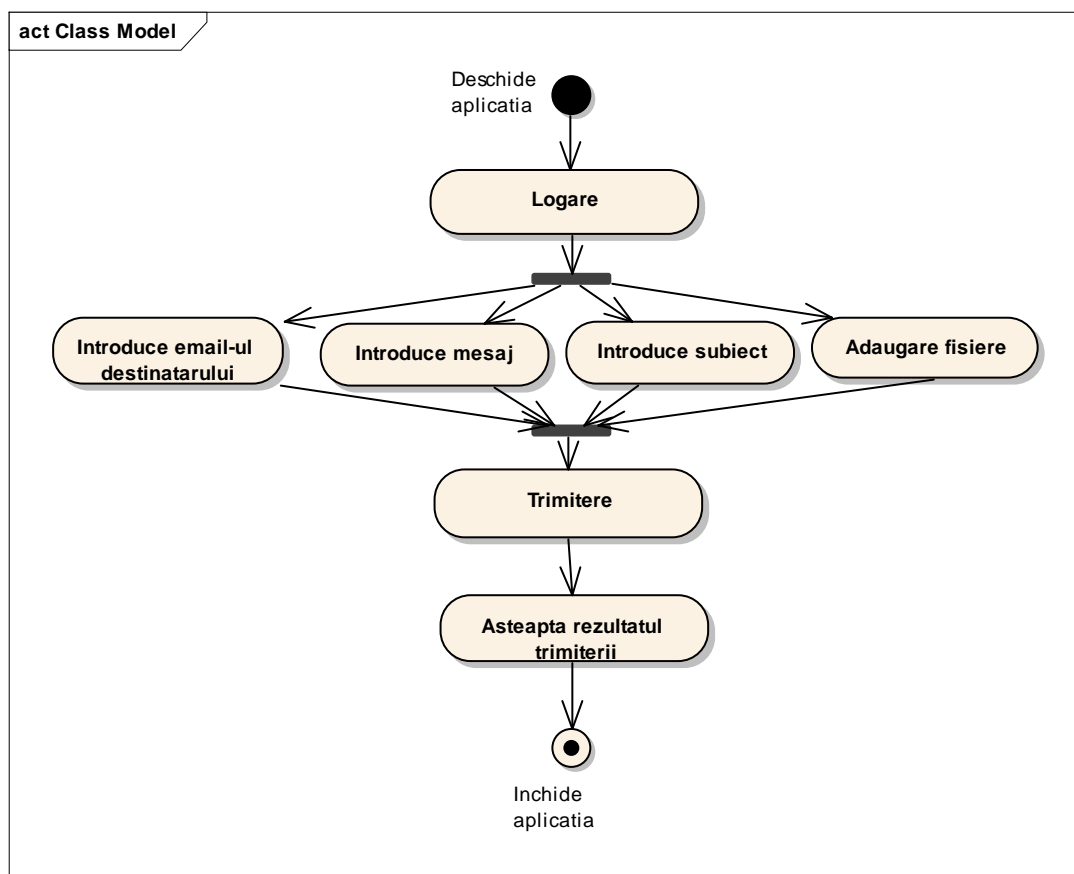 act Class Model
Deschide
aplicatia
Logare
Introduce email-ul
destinatarului
Introduce mesaj
Introduce subiect
Adaugare fisiere
Trimitere
Asteapta rezultatul
trimiterii
Inchide
aplicatia